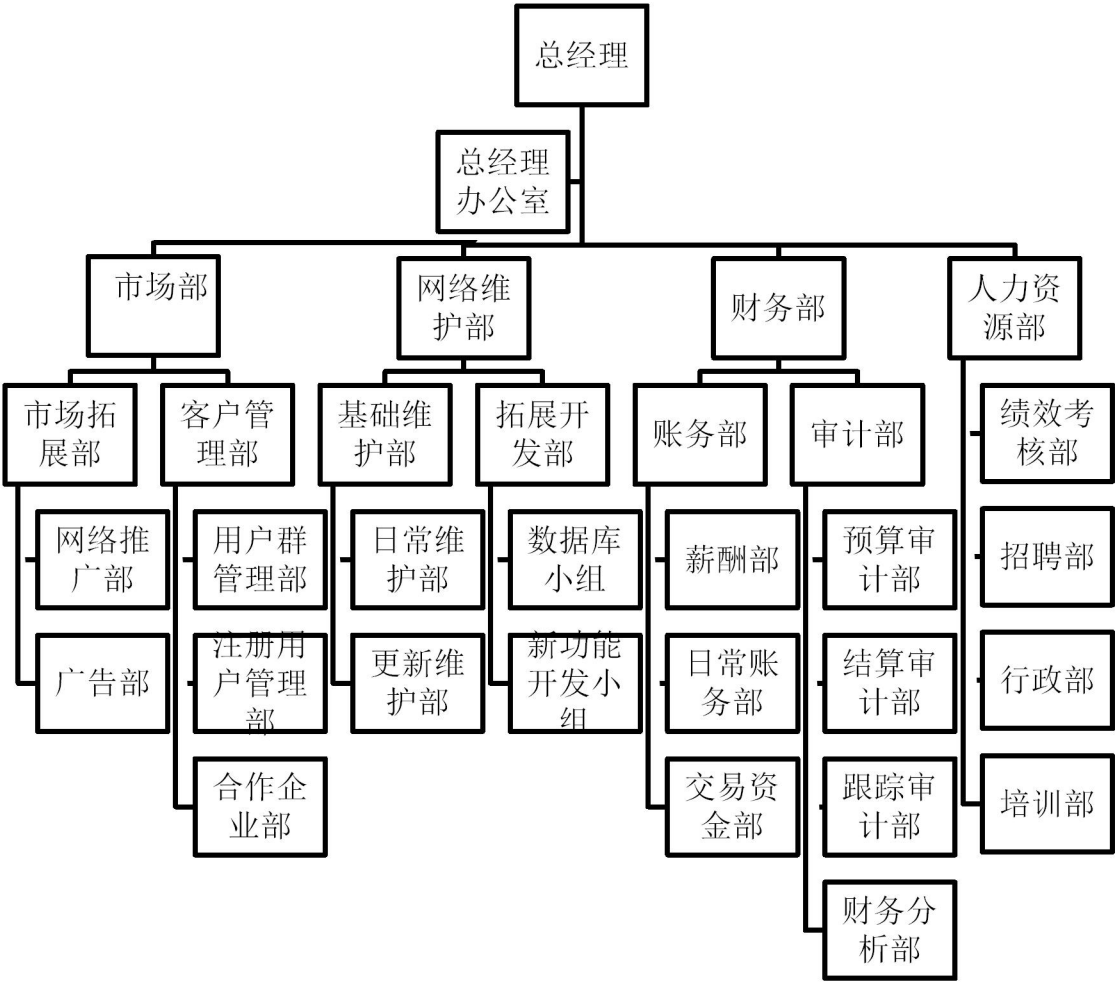 总经理
总经理
办公室
市场部
网络维
护部
财务部
人力资
源部
市场拓
展部
客户管
理部
基础维
护部
拓展开
发部
账务部
审计部
绩效考
核部
网络推
广部
用户群
管理部
日常维
护部
数据库
小组
薪酬部
预算审
计部
招聘部
广告部
注册用
户管理
部
更新维
护部
新功能
开发小
组
日常账
务部
结算审
计部
行政部
合作企
业部
交易资
金部
跟踪审
计部
培训部
财务分
析部